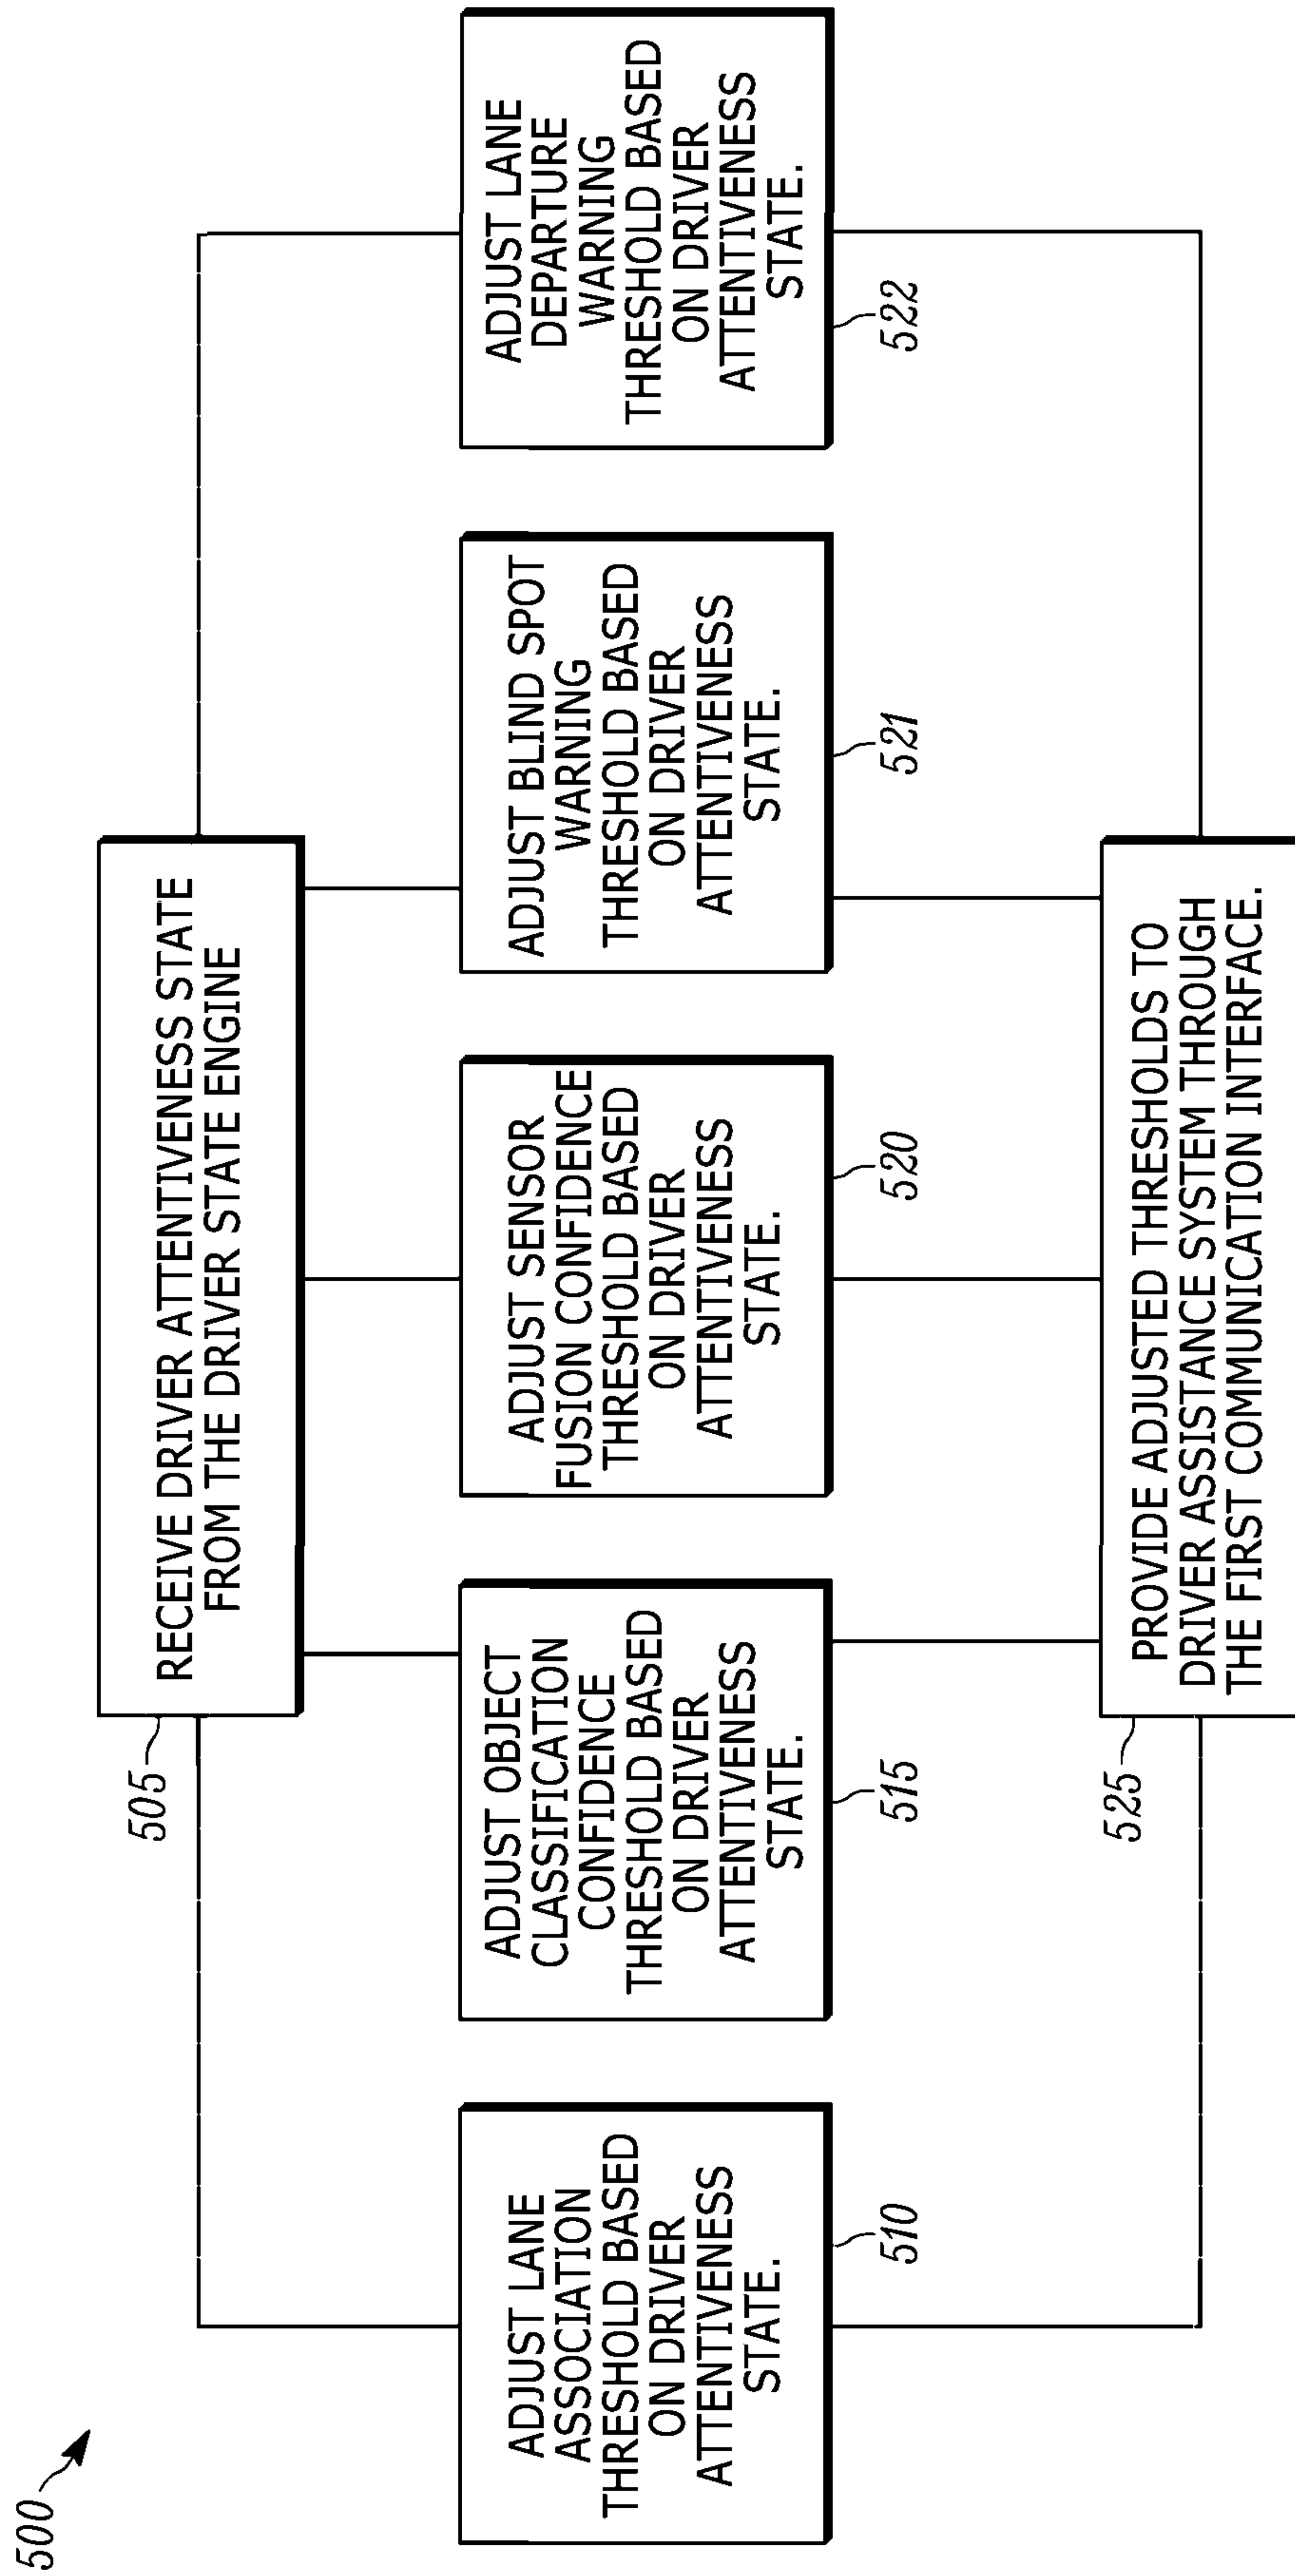 500
RECEIVE DRIVER ATTENTIVENESS STATE
FROM THE DRIVER STATE ENGINE
505
ADJUST LANE
ASSOCIATION
THRESHOLD BASED
ON DRIVER
ATTENTIVENESS
STATE.
510
ADJUST OBJECT
CLASSIFICATION
CONFIDENCE
THRESHOLD BASED
ON DRIVER
ATTENTIVENESS
STATE.
515
ADJUST SENSOR
FUSION CONFIDENCE
THRESHOLD BASED
ON DRIVER
ATTENTIVENESS
STATE.
520
ADJUST BLIND SPOT
WARNING
THRESHOLD BASED
ON DRIVER
ATTENTIVENESS
STATE.
521
ADJUST LANE
DEPARTURE
WARNING
THRESHOLD BASED
ON DRIVER
ATTENTIVENESS
STATE.
522
525
PROVIDE ADJUSTED THRESHOLDS TO
DRIVER ASSISTANCE SYSTEM THROUGH
THE FIRST COMMUNICATION INTERFACE.